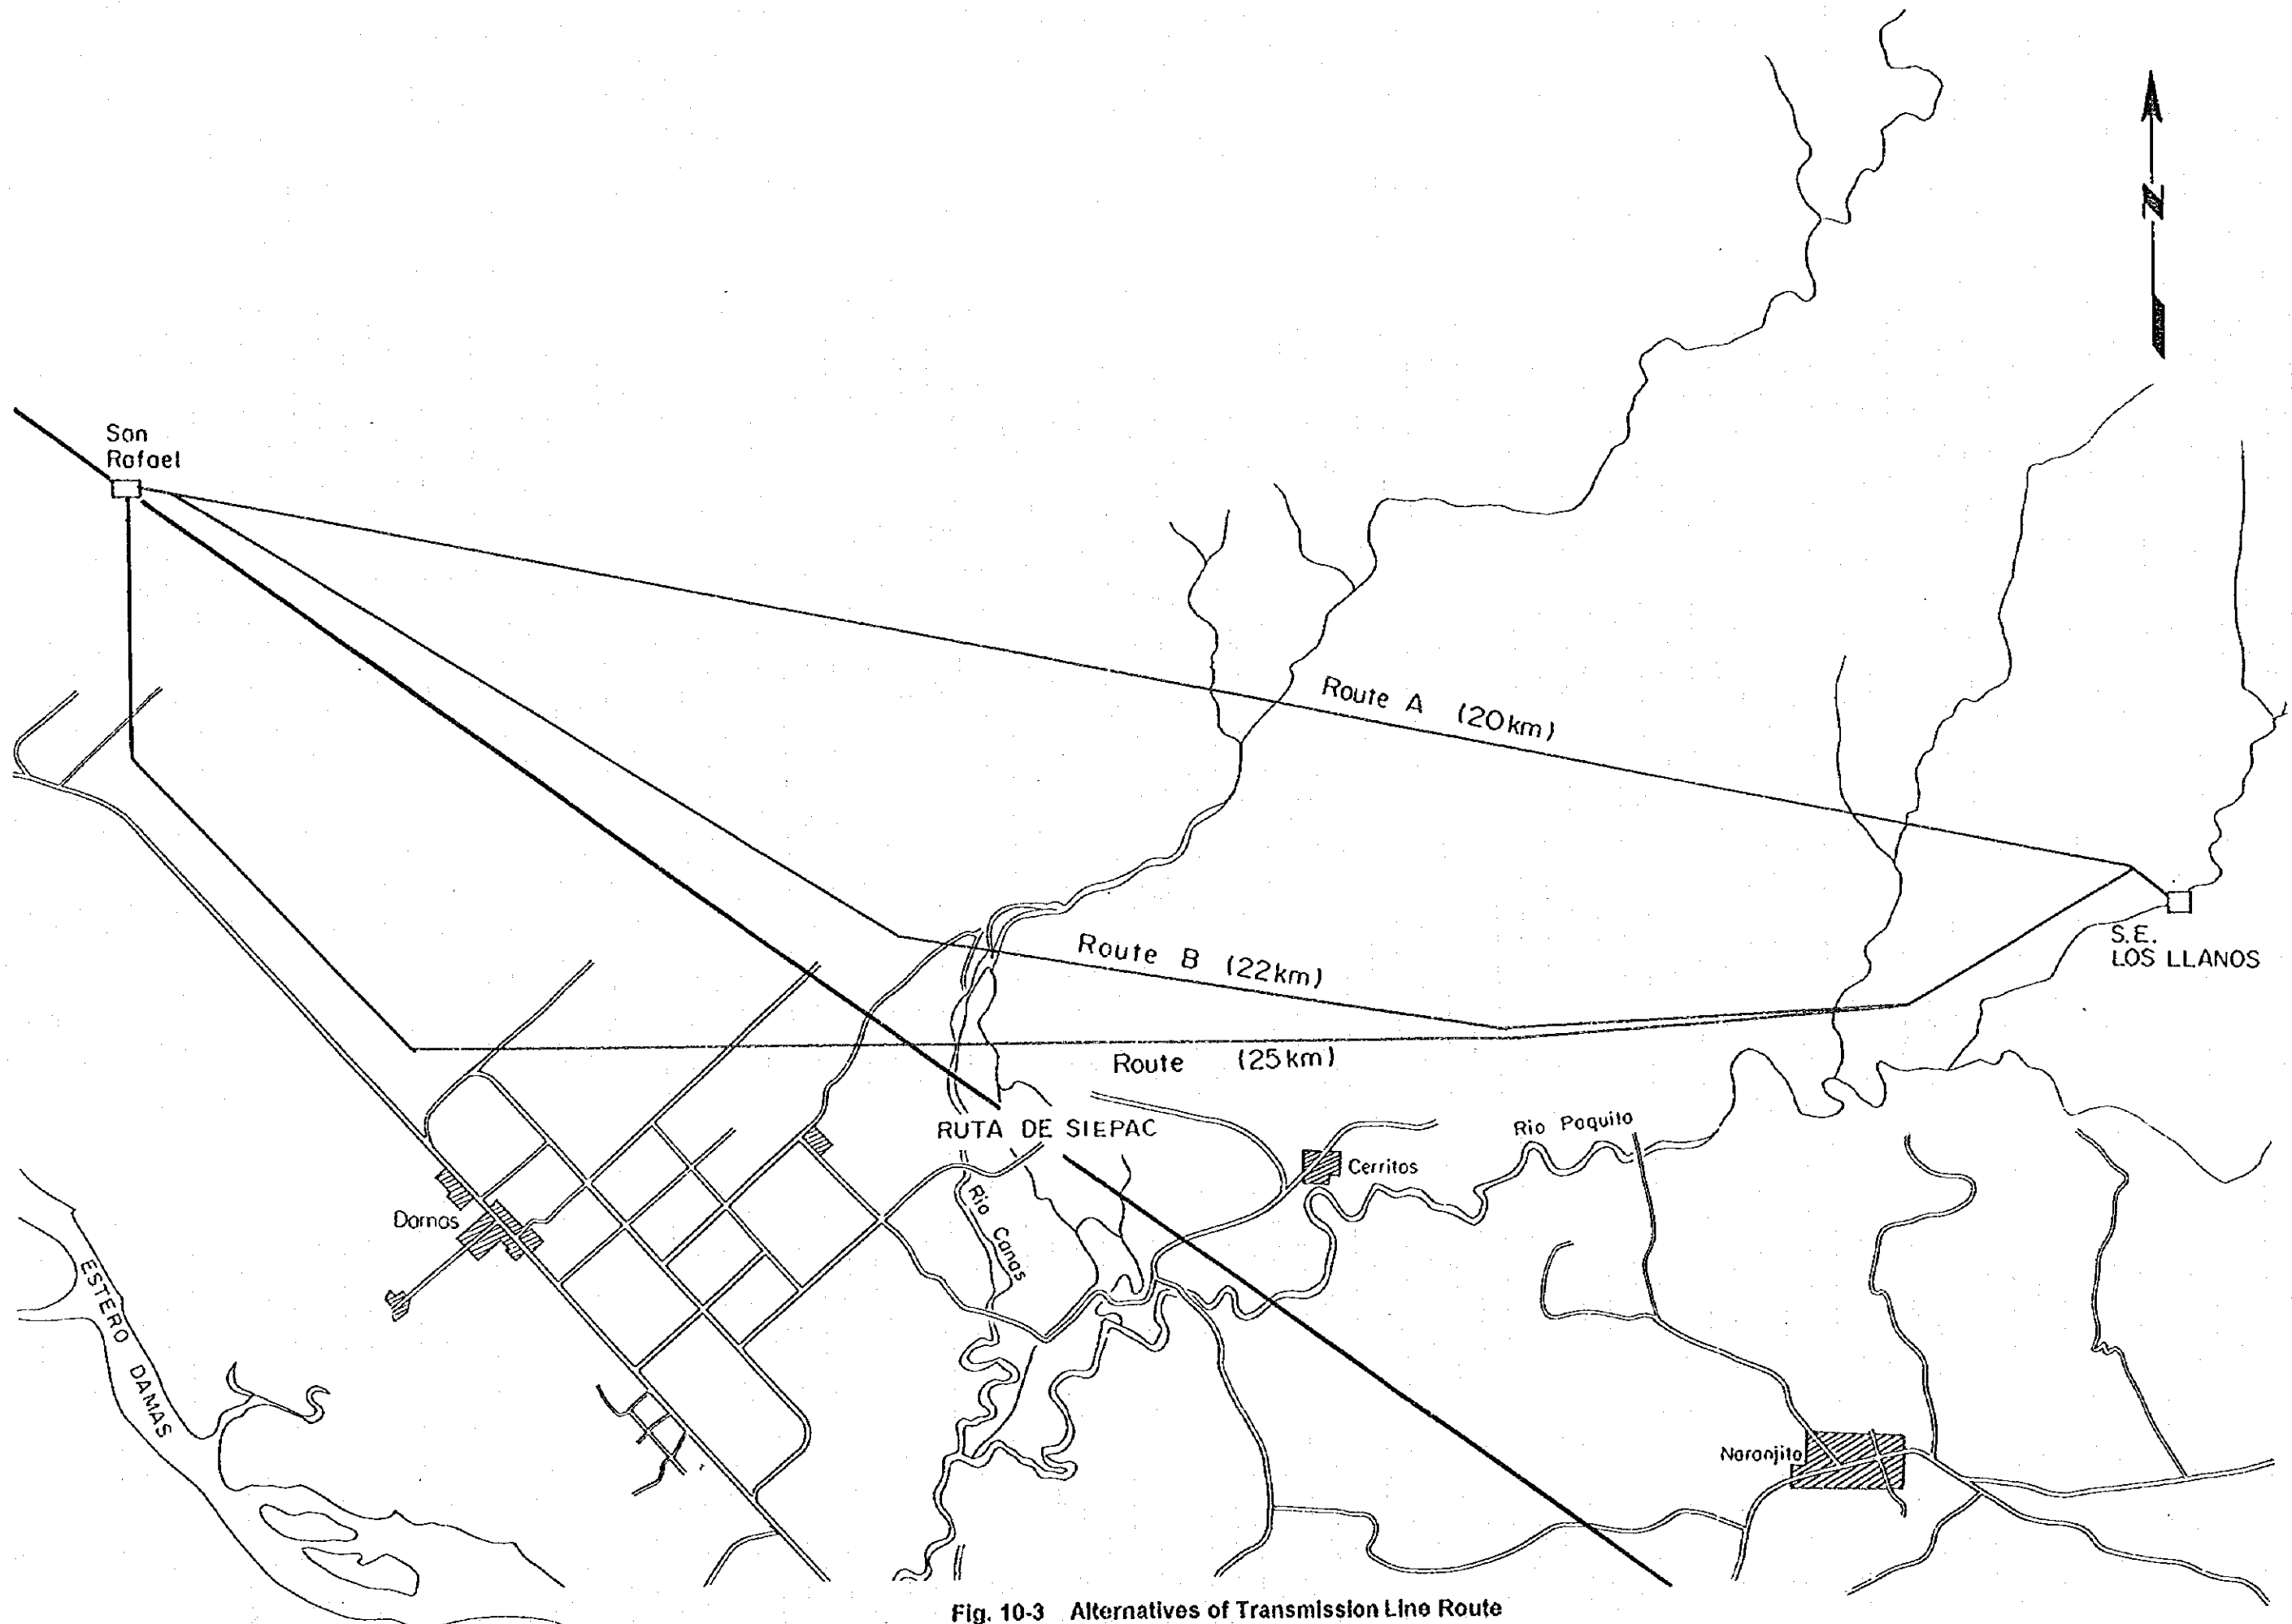 N
San
Rafael
Route A (20km)
Route B (22km)
S.E.
LOS LLANOS
Route (25km)
RUTA DE SIEPAC
Rio Paquita
Cerritos
Damas
Rio Canas
ESTERO DAMAS
Naranjito
Fig. 10-3 Alternatives of Transmission Line Route